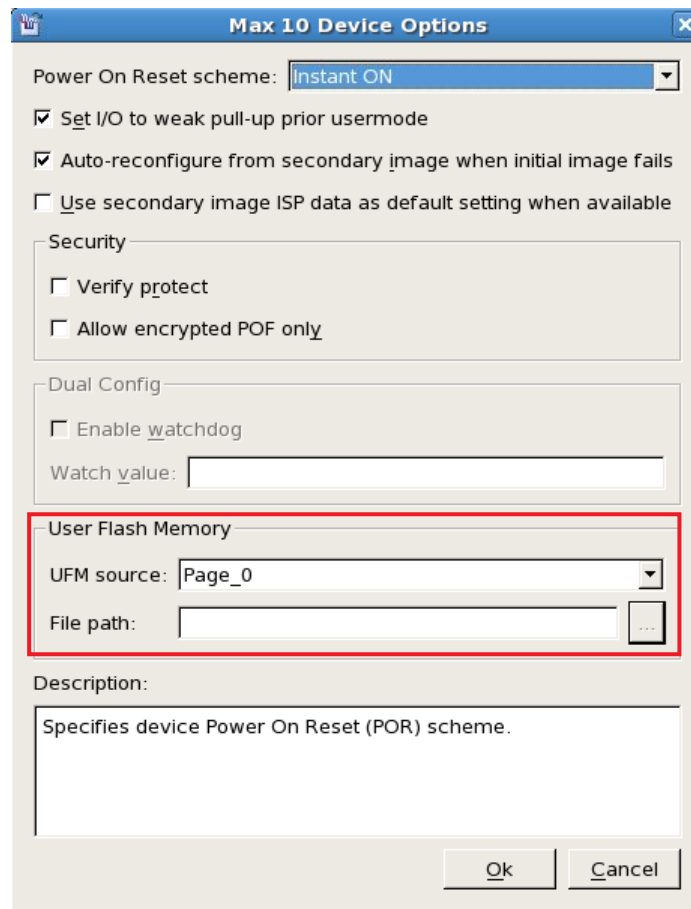 Max 10 Device Options
Power On Reset scheme: Instant ON
Set I/O to weak pull-up prior usermode
Auto-reconfigure from secondary image when initial image fails
Use secondary image ISP data as default setting when available
Security
Verify protect
Allow encrypted POF only
Dual Config
Enable watchdog
Watch value:
User Flash Memory
UFM source: Page_0
File path: ...
Description:
Specifies device Power On Reset (POR) scheme.
Ok Cancel